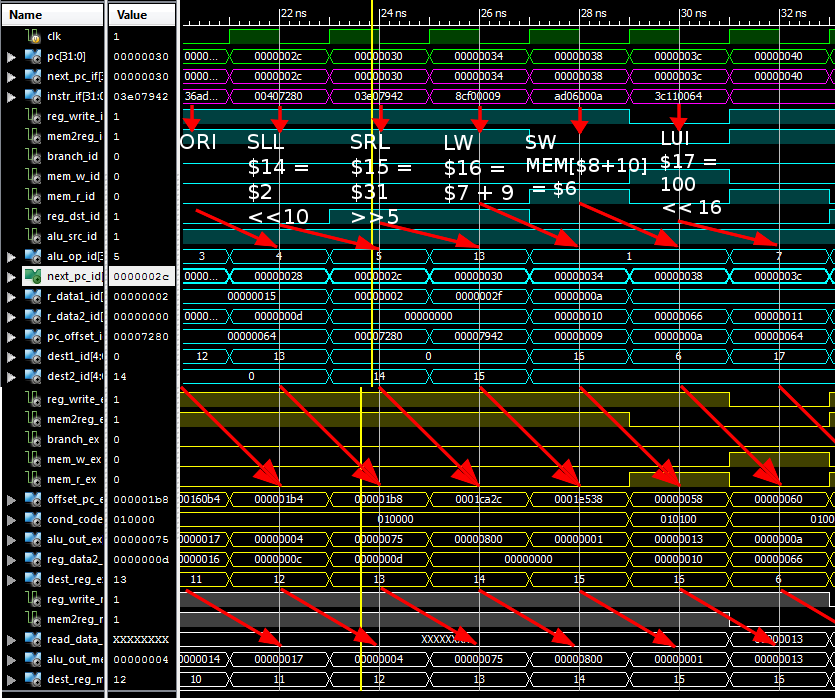 Name Value 22 ns 24 ns 26 ns 28 ns 30 ns 32 ns
clk 1
pc[31:0] 00000030 0000... 0000002c 00000030 00000034 00000038 0000003c 00000040
next_pc_if[3 00000030 0000... 0000002c 00000030 00000034 00000038 0000003c 00000040
instr_if[31:0 03e07942 36ad... 00407280 03e07942 8cf00009 ad06000a 3c110064
reg_write_i 1
mem2reg_i 1
ORI SLL SRL LW SW LUI
branch_id 0
$14 = $15 = $16 = MEM[$8+10] $17 =
mem_w_id 0
$2 $31 $7 + 9 = $6 100
mem_r_id 0
<<10 >>5 << 16
reg_dst_id 1
alu_src_id 1
alu_op_id[3 5 3 4 5 13 1 7
next_pc_id[ 0000002c 0000... 00000028 0000002c 00000030 00000034 00000038 0000003c
r_data1_id[ 00000002 00000015 00000002 0000002f 0000000a
r_data2_id[ 00000000 0000... 0000000d 00000000 00000010 00000066 00000011
pc_offset_i 00007280 00000064 00007280 00007942 00000009 0000000a 00000064
dest1_id[4:0 0 12 13 0 16 6 17
dest2_id[4:0 14 0 14 15
reg_write_e 1
mem2reg_e 1
branch_ex 0
mem_w_ex 0
mem_r_ex 0
offset_pc_e 000001b8 000160b4 000001b4 000001b8 0001ca2c 0001e538 00000058 00000060
cond_code 010000 010000 010100 0100
alu_out_ex 00000075 00000017 00000004 00000075 00000800 00000001 00000013 0000000a
reg_data2_ 0000000d 00000016 0000000c 0000000d 00000000 00000010 00000066
dest_reg_e 13 11 12 13 14 15 16 6
reg_write_r 1
mem2reg_r 1
read_data_ XXXXXXXX XXXXXXXX 00000013
alu_out_me 00000004 00000014 00000017 00000004 00000075 00000800 00000001 00000013
dest_reg_m 12 10 11 12 13 14 15 16